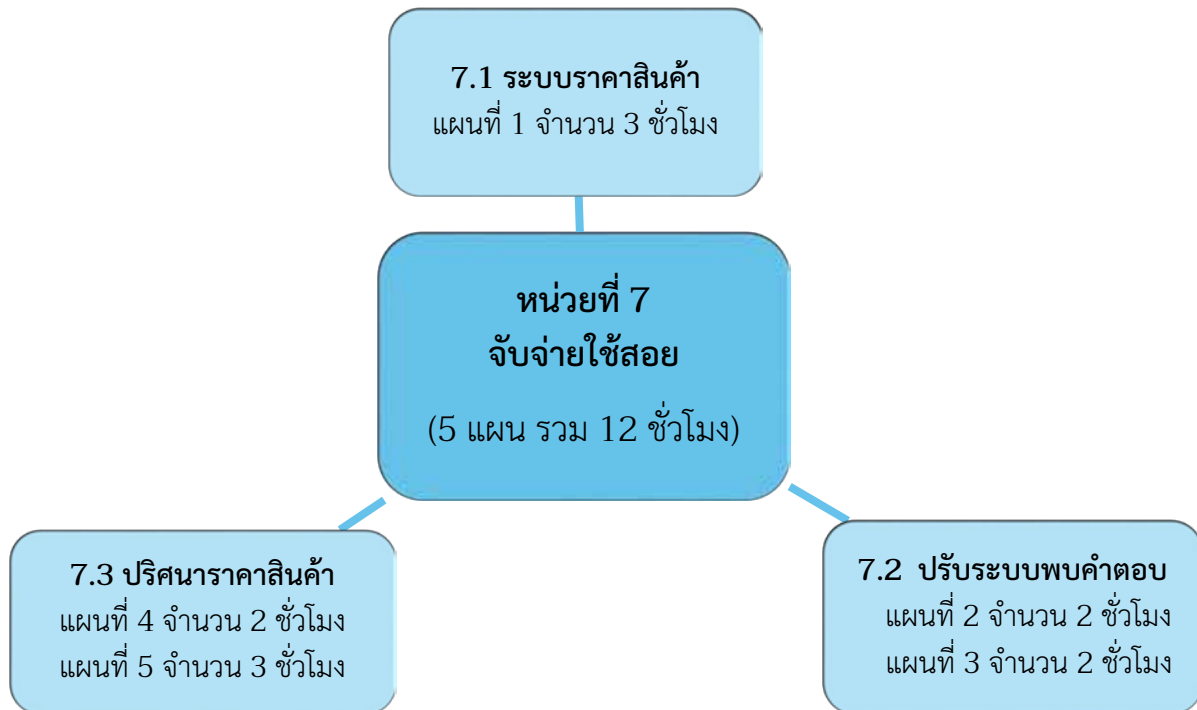 7.1 ระบบราคาสินค้า
แผนที่ 1 จำนวน 3 ชั่วโมง
หน่วยที่ 7
จับจ่ายใช้สอย
(5 แผน รวม 12 ชั่วโมง)
7.3 ปริศนาราคาสินค้า
แผนที่ 4 จำนวน 2 ชั่วโมง
แผนที่ 5 จำนวน 3 ชั่วโมง
7.2 ปรับระบบพบคำตอบ
แผนที่ 2 จำนวน 2 ชั่วโมง
แผนที่ 3 จำนวน 2 ชั่วโมง